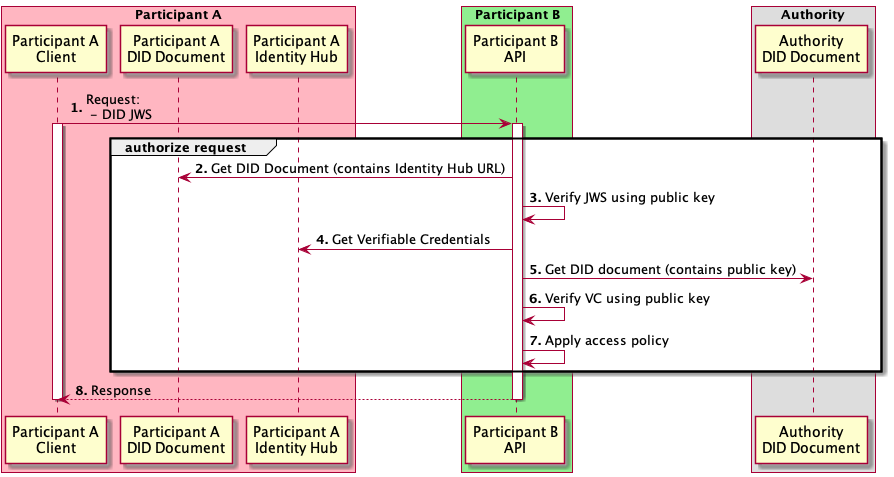 Participant A
Participant B
Authority
Participant A
Client
Participant A
DID Document
Participant A
Identity Hub
Participant B
API
Authority
DID Document
1. Request:
- DID JWS
authorize request
2. Get DID Document (contains Identity Hub URL)
3. Verify JWS using public key
4. Get Verifiable Credentials
5. Get DID document (contains public key)
6. Verify VC using public key
7. Apply access policy
8. Response
Participant A
Client
Participant A
DID Document
Participant A
Identity Hub
Participant B
API
Authority
DID Document